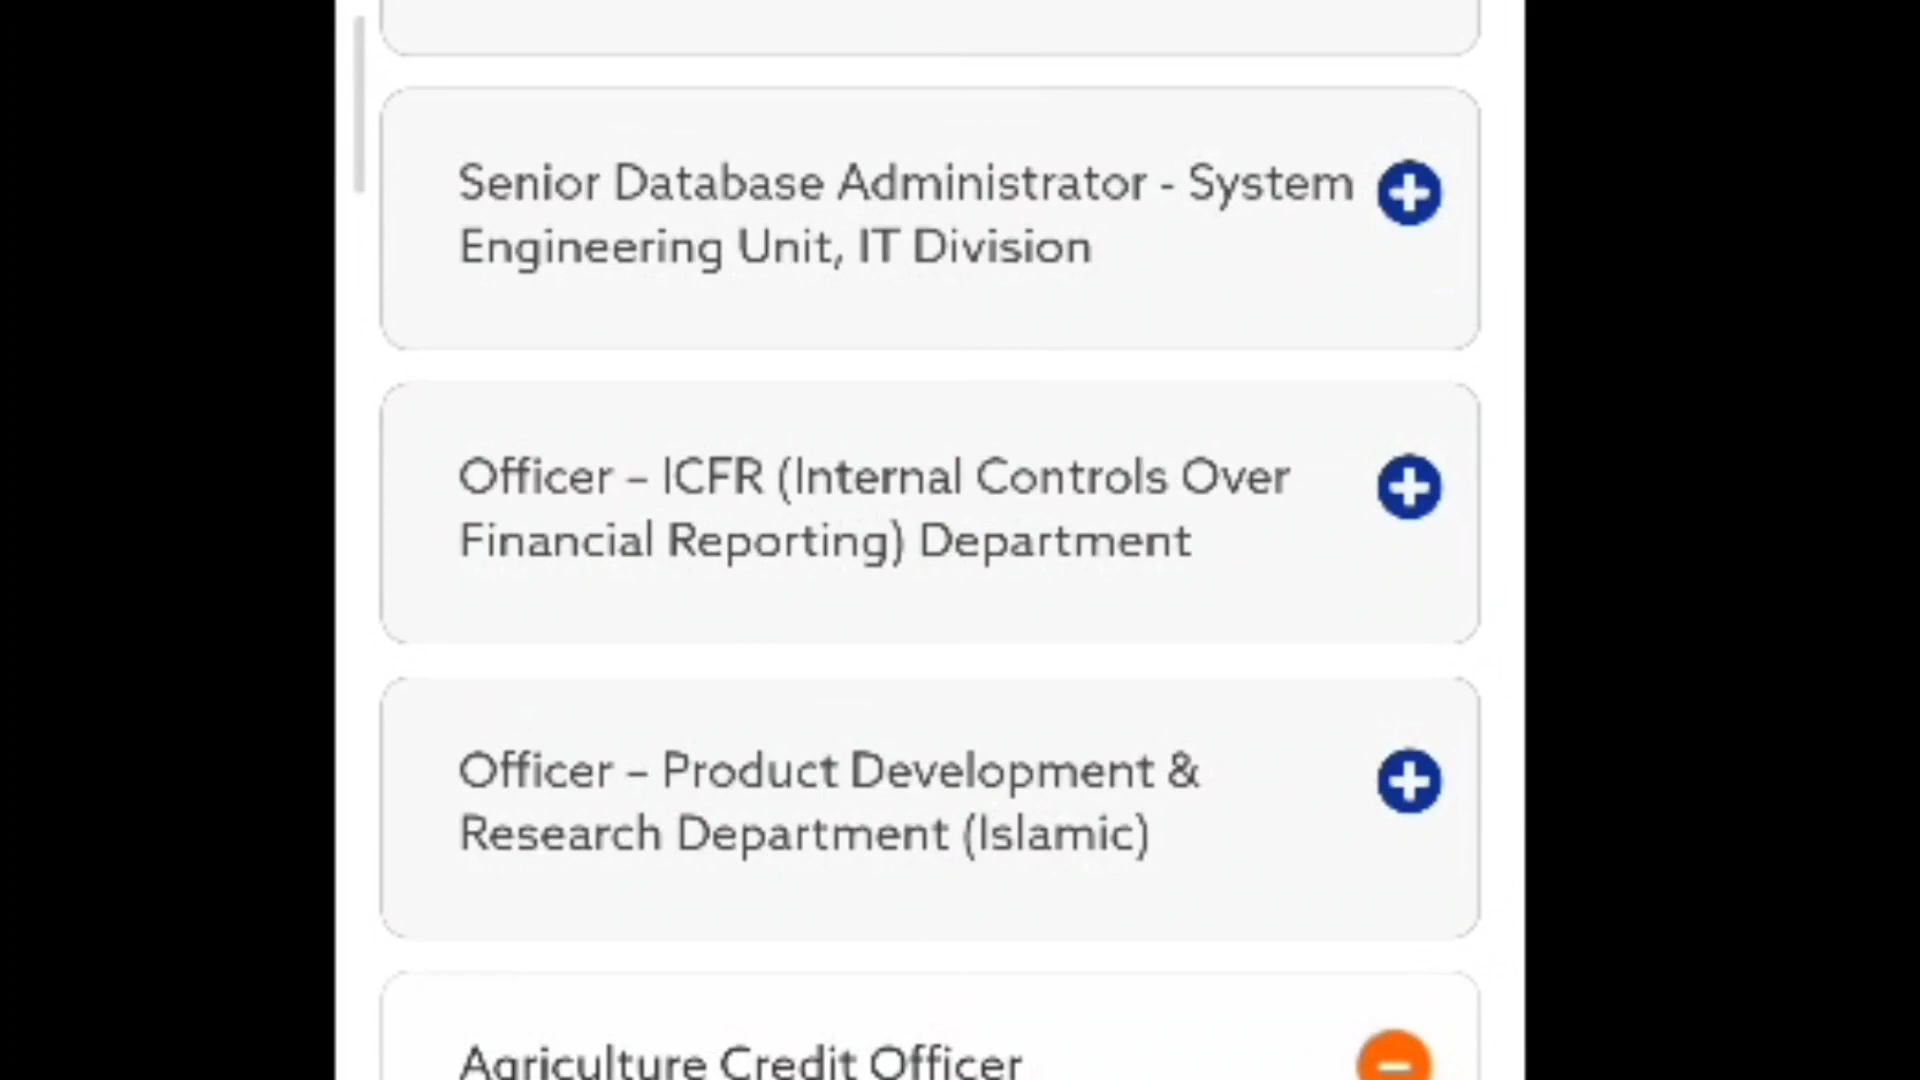 Senior Database Administrator - System
Engineering Unit, IT Division
Officer – ICFR (Internal Controls Over
Financial Reporting) Department
Officer – Product Development &
Research Department (Islamic)
Agriculture Credit Officer